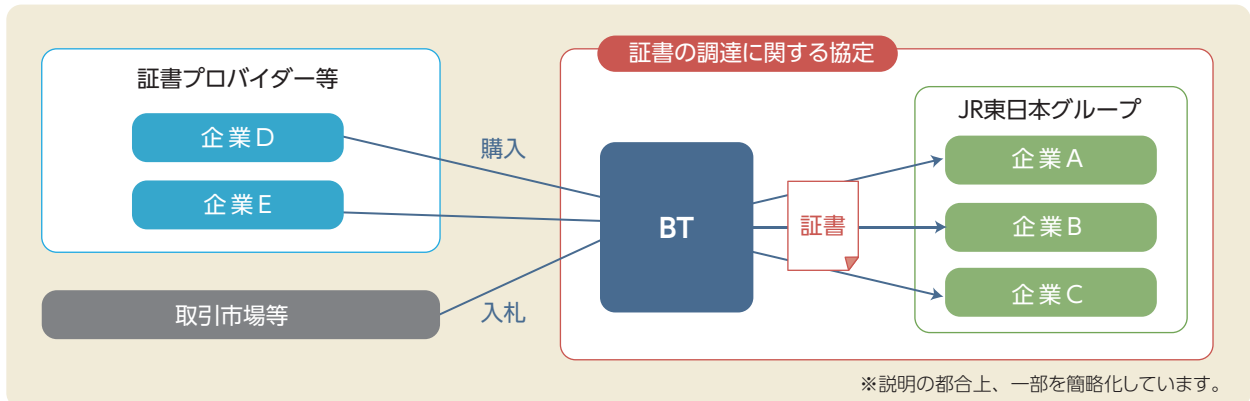 証書の調達に関する協定
証書プロバイダー等
企業D
企業E
取引市場等
購入
入札
BT
証書
JR東日本グループ
企業A
企業B
企業C
※説明の都合上、一部を簡略化しています。